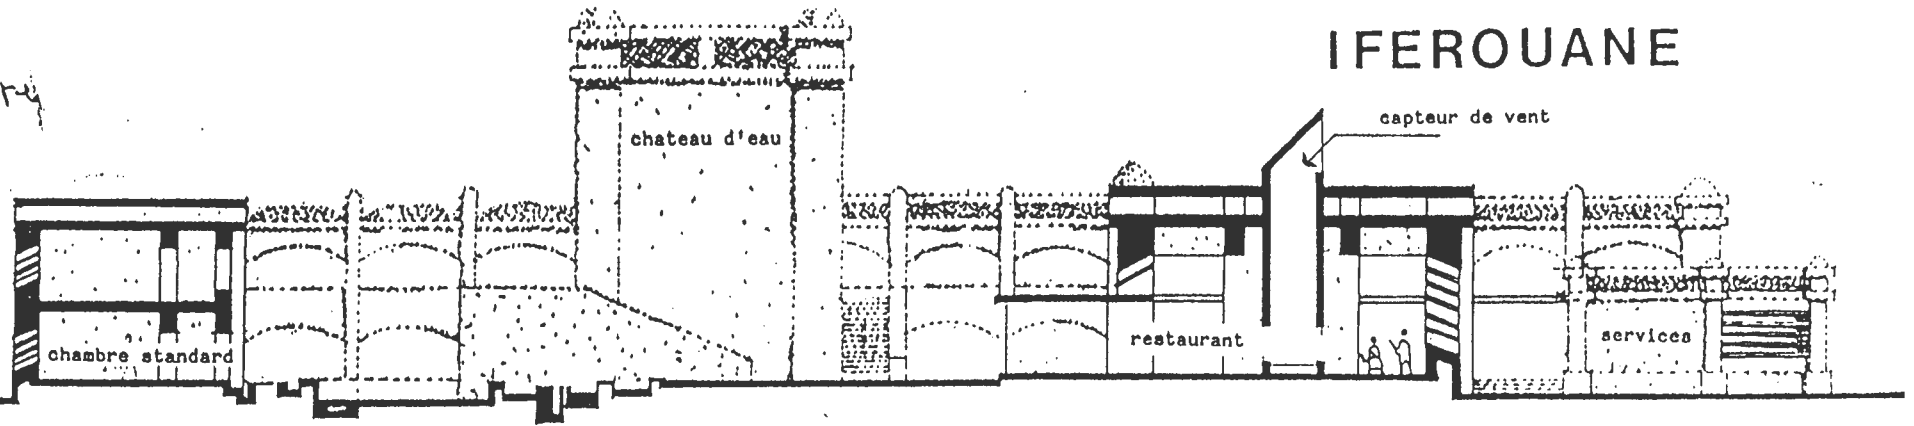 IFEROUANE
capteur de vent
chateau d'eau
restaurant
services
chambre standard